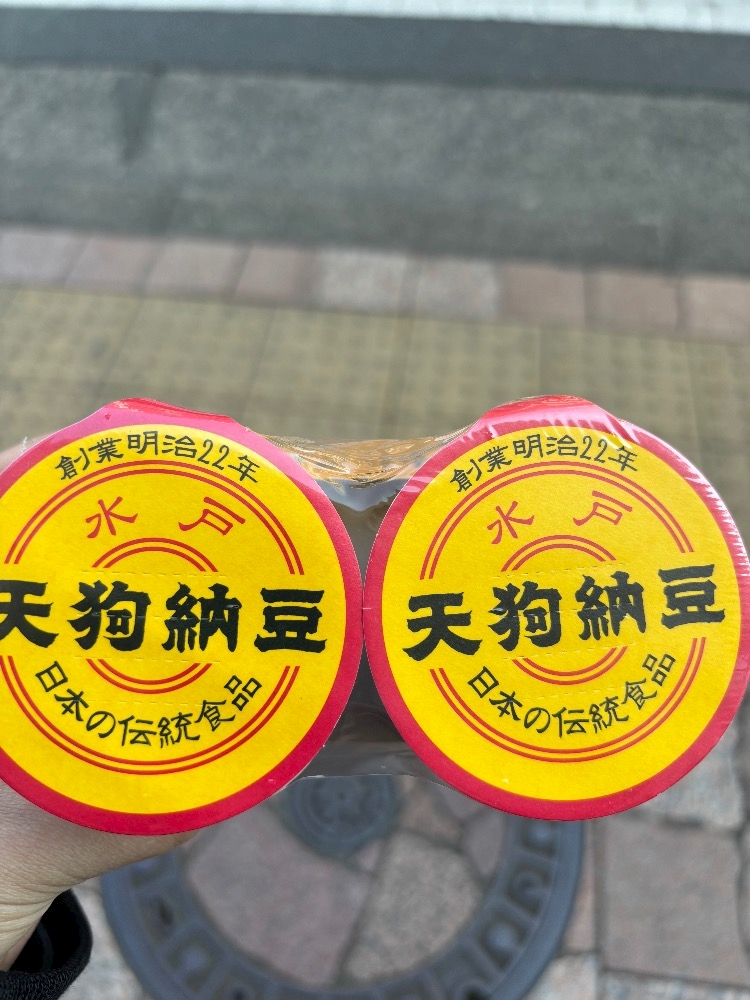 創業明治22年
水戸
天狗納豆
日本の伝統食品
創業明治22年
水戸
天狗納豆
日本の伝統食品